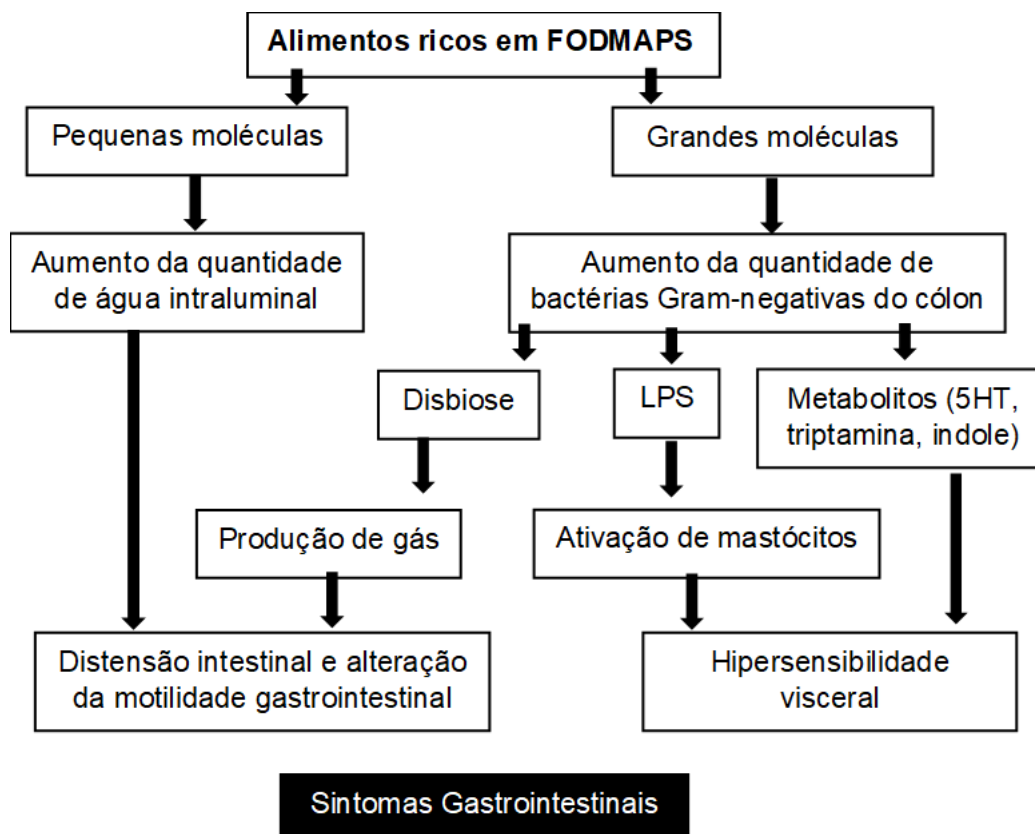 Alimentos ricos em FODMAPS
Pequenas moléculas
Grandes moléculas
Aumento da quantidade
de água intraluminal
Aumento da quantidade de
bactérias Gram-negativas do cólon
Disbiose
LPS
Metabolitos (5HT,
triptamina, indole)
Produção de gás
Ativação de mastócitos
Distensão intestinal e alteração
da motilidade gastrointestinal
Hipersensibilidade
visceral
Sintomas Gastrointestinais